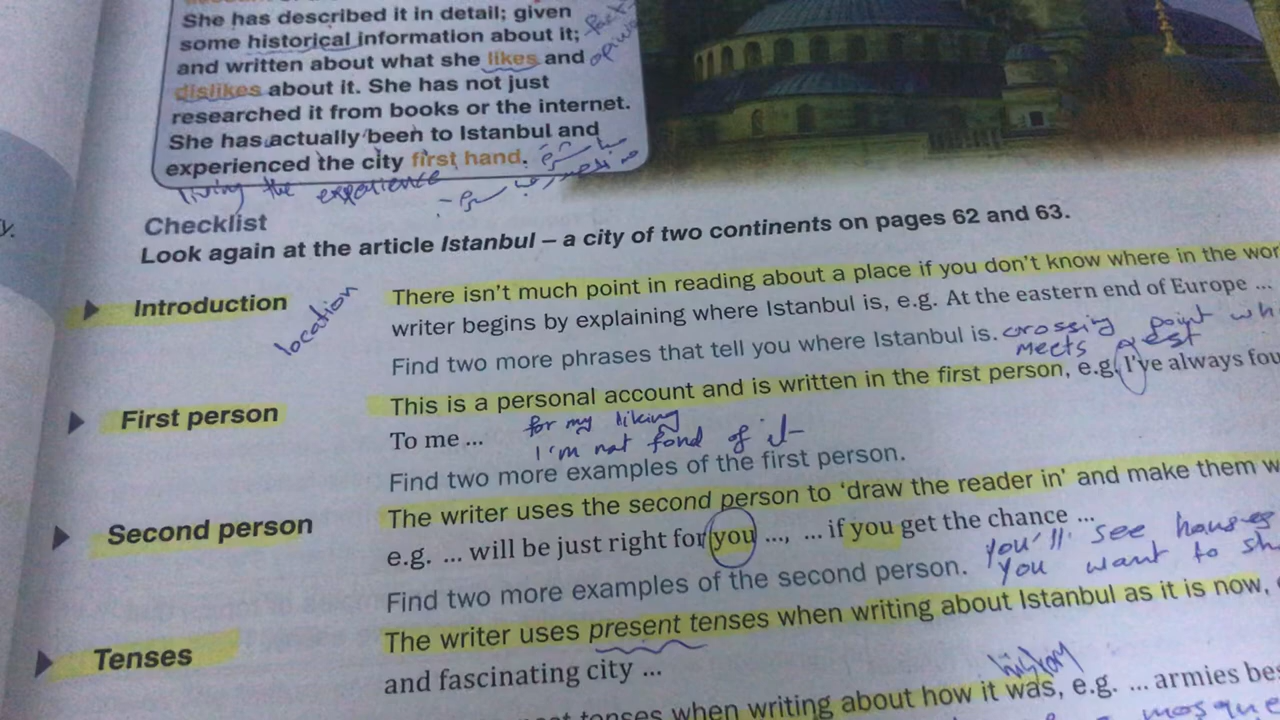 She has described it in detail; given
some historical information about it;
and written about what she likes and
dislikes about it. She has not just
researched it from books or the internet.
She has actually been to Istanbul and
experienced the city first hand.
living the experience
Checklist
Look again at the article Istanbul – a city of two continents on pages 62 and 63.
Introduction
location
There isn't much point in reading about a place if you don't know where in the wor
writer begins by explaining where Istanbul is, e.g. At the eastern end of Europe ...
Find two more phrases that tell you where Istanbul is. crossing point wh
meets
First person
This is a personal account and is written in the first person, e.g. I've always fou
To me ... for my liking
I'm not fond of it
Find two more examples of the first person.
Second person
The writer uses the second person to 'draw the reader in' and make them w
e.g. ... will be just right for you ..., ... if you get the chance ...
Find two more examples of the second person. you'll see houses
you want to sh
Tenses
The writer uses present tenses when writing about Istanbul as it is now,
and fascinating city ...
history
tenses when writing about how it was, e.g. ... armies bes
mosque